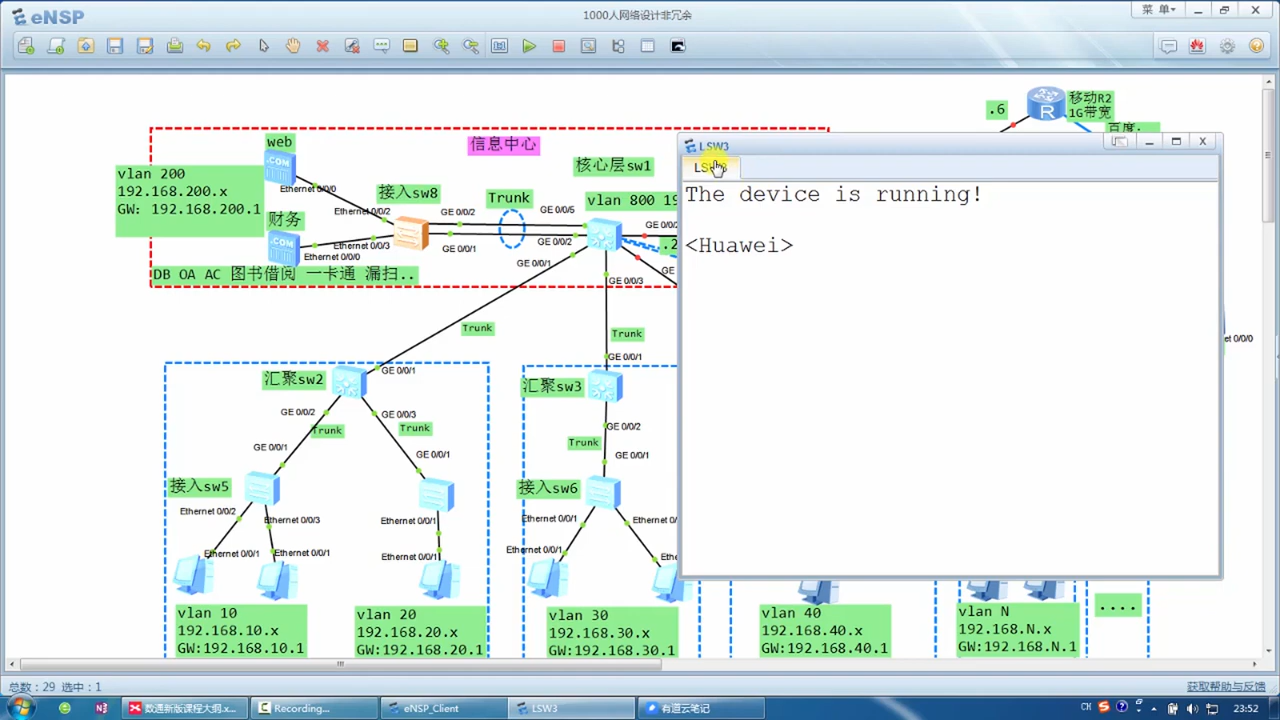 eNSP
1000人网络设计非冗余
菜 单
.6
移动R2
1G带宽
百度.
web
信息中心
vlan 200
192.168.200.x
GW: 192.168.200.1
Ethernet 0/0/0
接入sw8
核心层sw1
Trunk
vlan 800 19
GE 0/0/5
Ethernet 0/0/2
GE 0/0/2
财务
GE 0/0/2
Ethernet 0/0/3
GE 0/0/1
Ethernet 0/0/0
GE 0/0/1
GE
GE 0/0/3
DB OA AC 图书借阅 一卡通 漏扫..
LSW3
The device is running!
<Huawei>
Trunk
Trunk
et 0/0/0
GE 0/0/1
汇聚sw2
GE 0/0/1
汇聚sw3
GE 0/0/2
GE 0/0/3
Trunk
Trunk
GE 0/0/2
Trunk
GE 0/0/1
GE 0/0/1
GE 0/0/1
接入sw5
接入sw6
Ethernet 0/0/2
Ethernet 0/0/3
Ethernet 0/0/1
Ethernet 0/0/1
Ethernet 0/0/1
Ethernet 0/0/1
Ethernet 0/0/1
Ethernet 0/0/1
vlan 10
192.168.10.x
GW:192.168.10.1
vlan 20
192.168.20.x
GW:192.168.20.1
vlan 30
192.168.30.x
GW:192.168.30.1
vlan 40
192.168.40.x
GW:192.168.40.1
vlan N
192.168.N.x
GW:192.168.N.1
....
总数: 29 选中: 1
获取帮助与反馈
数通新版课程大纲.x...
Recording...
eNSP_Client
LSW3
有道云笔记
CH
23:52